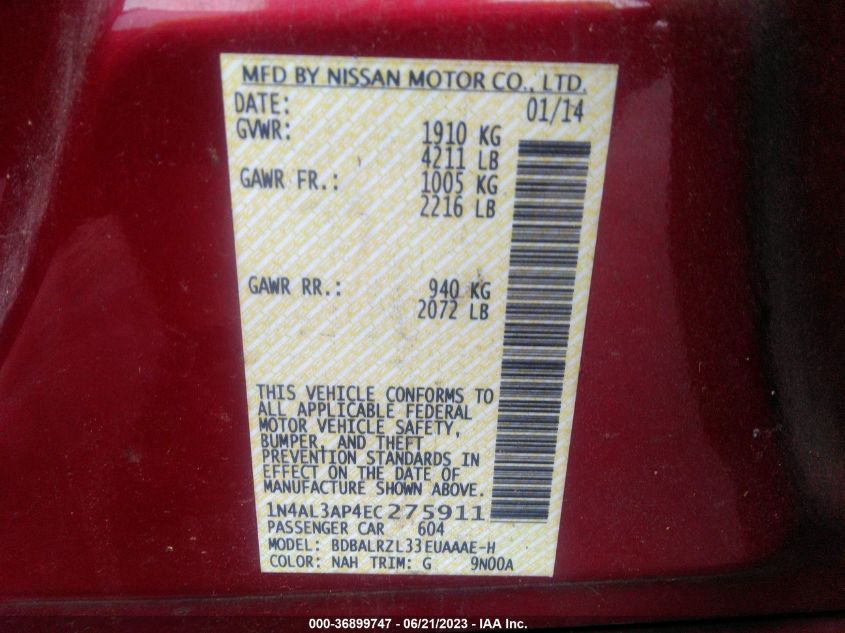 MFD BY NISSAN MOTOR CO., LTD.
DATE: 01/14
GVWR: 1910 KG
4211 LB
GAWR FR.: 1005 KG
2216 LB
GAWR RR.: 940 KG
2072 LB
THIS VEHICLE CONFORMS TO
ALL APPLICABLE FEDERAL
MOTOR VEHICLE SAFETY,
BUMPER, AND THEFT
PREVENTION STANDARDS IN
EFFECT ON THE DATE OF
MANUFACTURE SHOWN ABOVE.
1N4AL3AP4EC275911
PASSENGER CAR 604
MODEL: BDBALRZL33EUAAAE-H
COLOR: NAH TRIM: G 9N00A
000-36899747 - 06/21/2023 - IAA Inc.